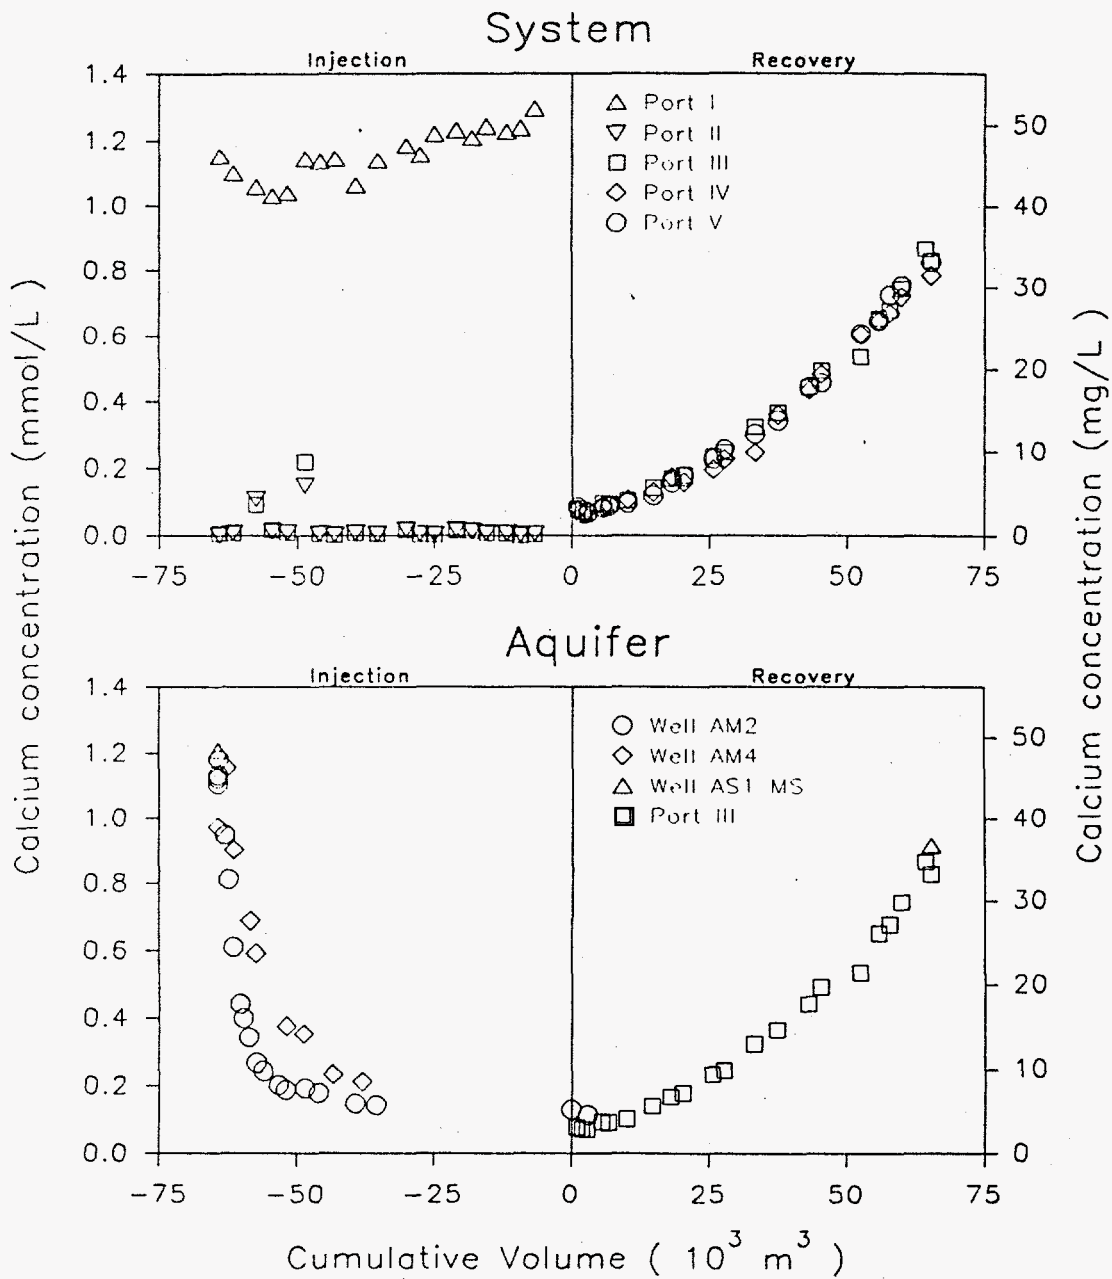 System
Injection Recovery
1.4
1.2
1.0
0.8
0.6
0.4
0.2
0.0
50
40
30
20
10
0
△ Port I
▽ Port II
□ Port III
◇ Port IV
○ Port V
−75 −50 −25 0 25 50 75
Calcium concentration (mmol/L)
Calcium concentration (mg/L)
Aquifer
Injection Recovery
1.4
1.2
1.0
0.8
0.6
0.4
0.2
0.0
50
40
30
20
10
0
○ Well AM2
◇ Well AM4
△ Well AS1 MS
□ Port III
−75 −50 −25 0 25 50 75
Cumulative Volume ( 10³ m³ )